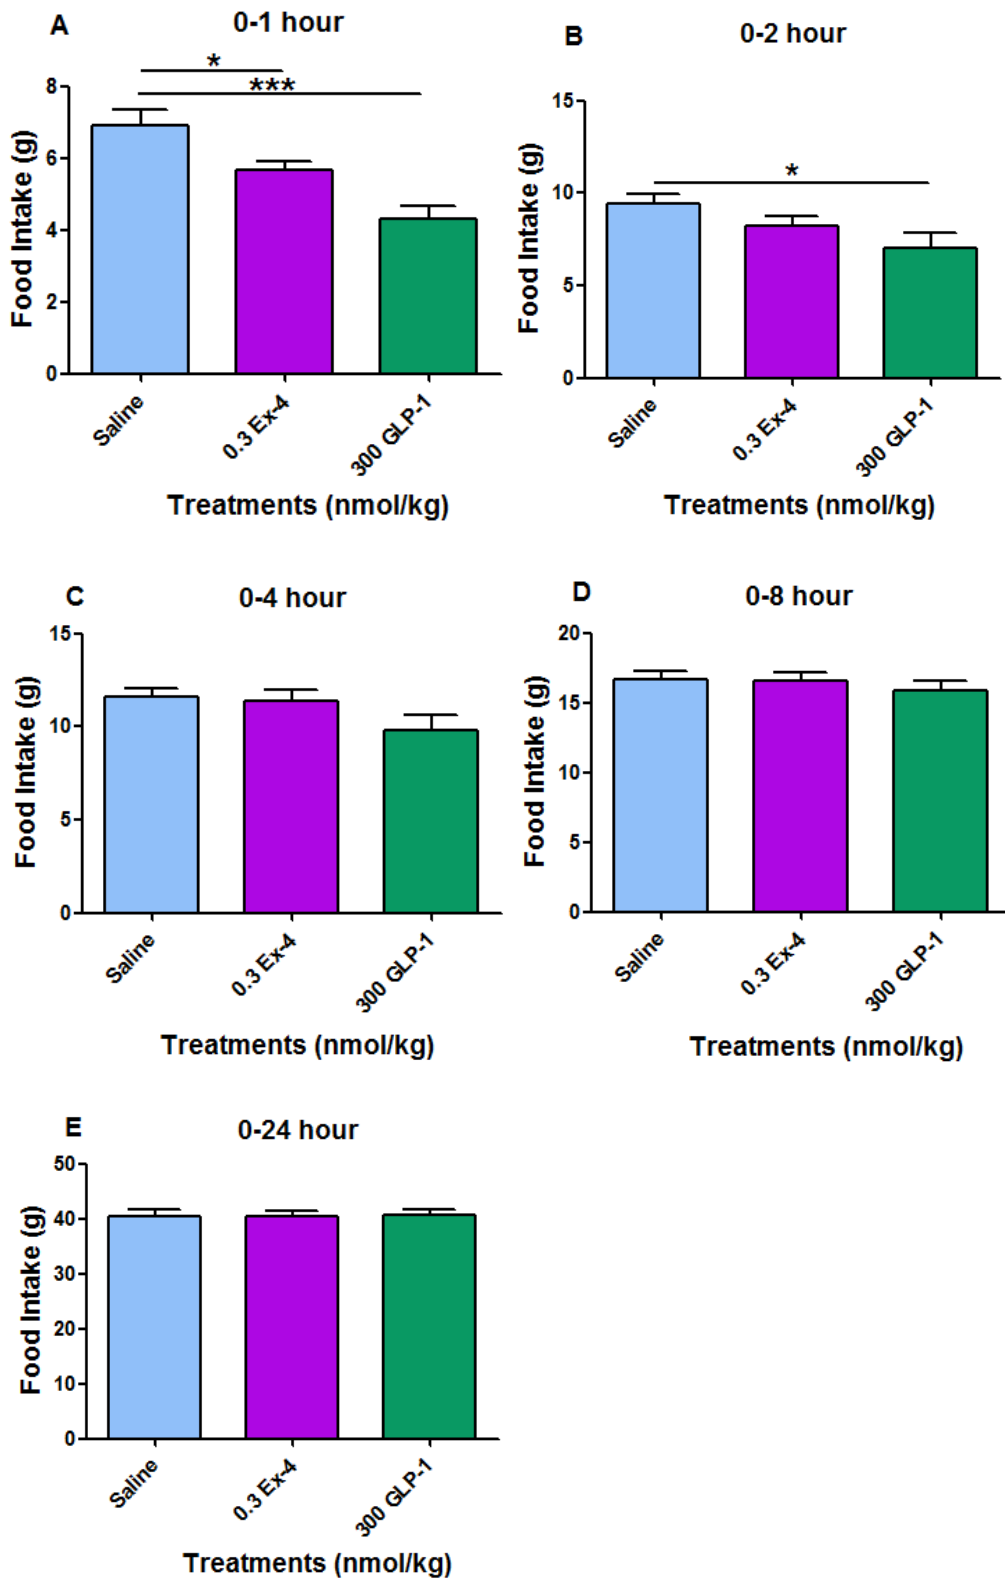 A
0-1 hour
*
***
8
6
4
2
0
Food Intake (g)
Saline
0.3 Ex-4
300 GLP-1
Treatments (nmol/kg)
B
0-2 hour
*
15
10
5
0
Food Intake (g)
Saline
0.3 Ex-4
300 GLP-1
Treatments (nmol/kg)
C
0-4 hour
15
10
5
0
Food Intake (g)
Saline
0.3 Ex-4
300 GLP-1
Treatments (nmol/kg)
D
0-8 hour
20
15
10
5
0
Food Intake (g)
Saline
0.3 Ex-4
300 GLP-1
Treatments (nmol/kg)
E
0-24 hour
50
40
30
20
10
0
Food Intake (g)
Saline
0.3 Ex-4
300 GLP-1
Treatments (nmol/kg)